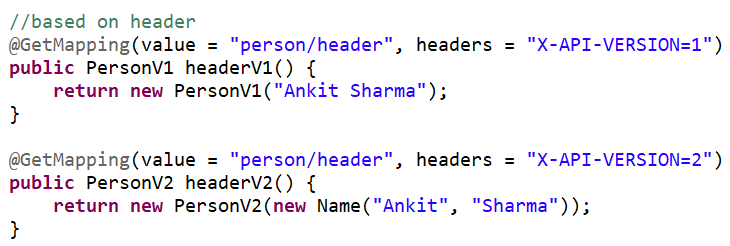 //based on header
@GetMapping(value = "person/header", headers = "X-API-VERSION=1")
public PersonV1 headerV1() {
    return new PersonV1("Ankit Sharma");
}

@GetMapping(value = "person/header", headers = "X-API-VERSION=2")
public PersonV2 headerV2() {
    return new PersonV2(new Name("Ankit", "Sharma"));
}